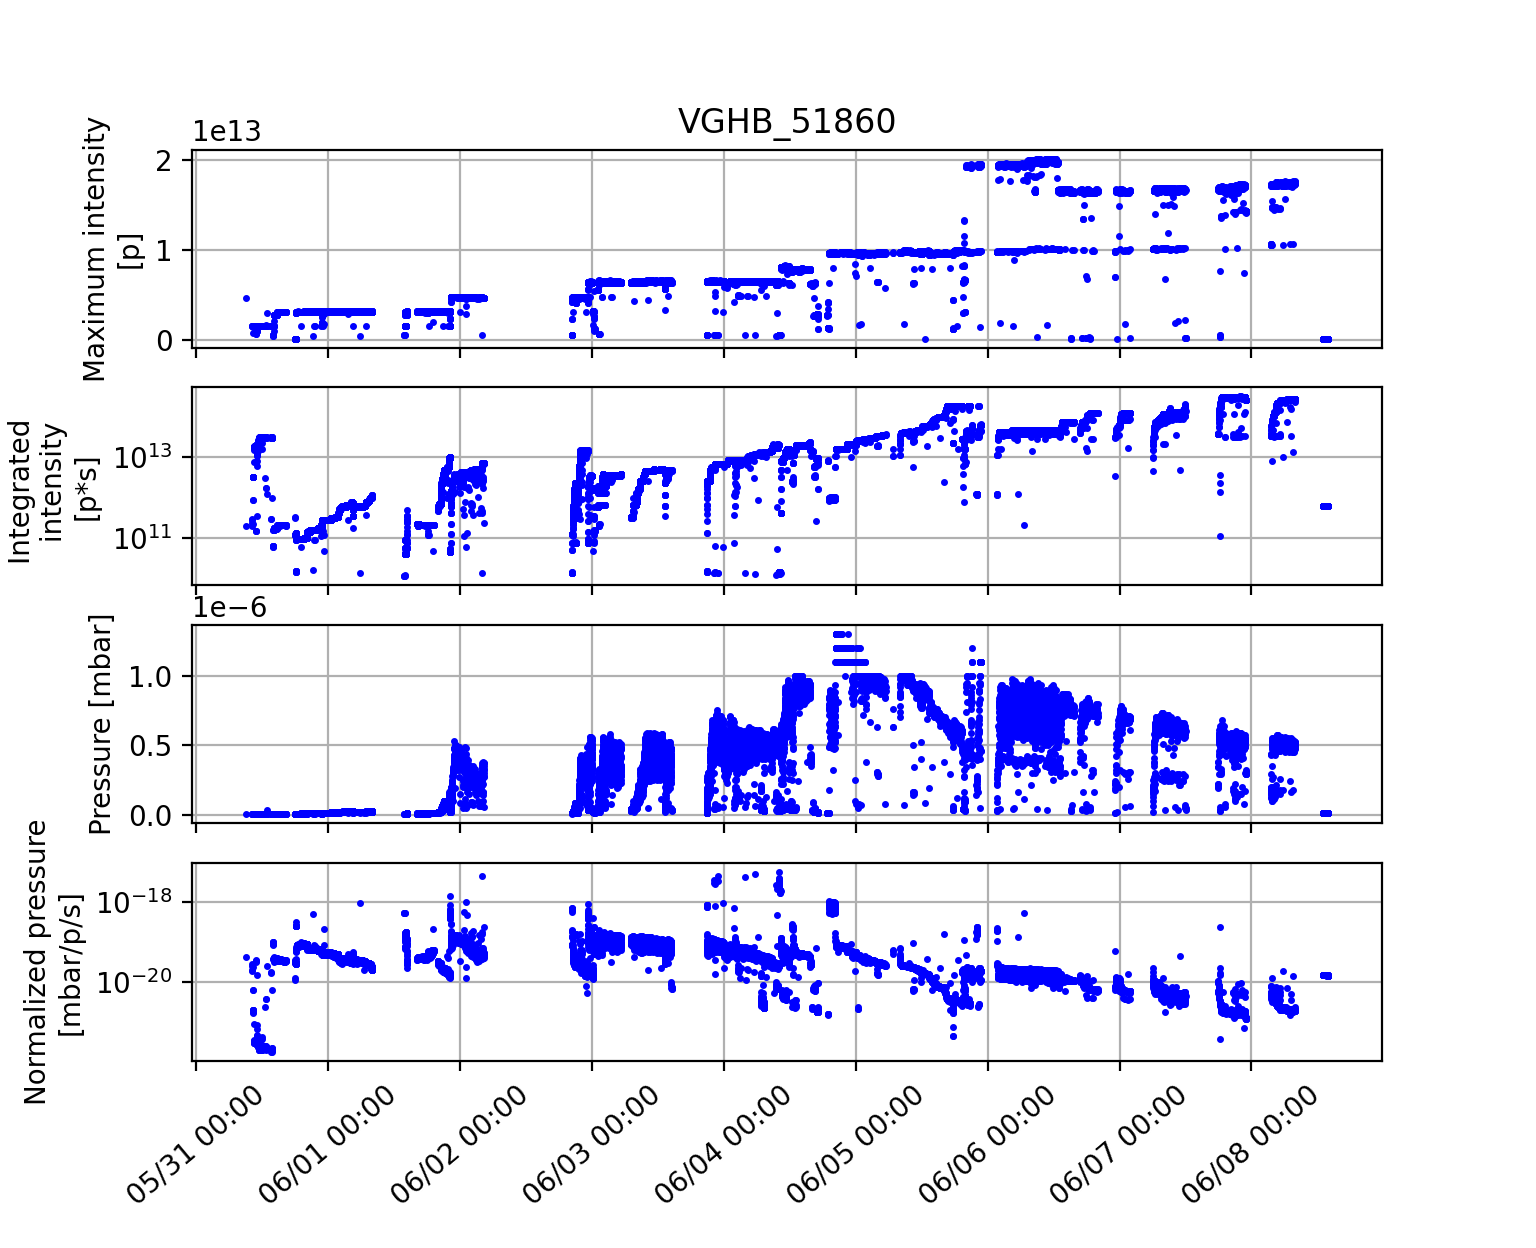 VGHB_51860
1e13
Maximum intensity
[p]
2
1
0
Integrated
intensity
[p*s]
10^13
10^11
1e−6
Pressure [mbar]
1.0
0.5
0.0
Normalized pressure
[mbar/p/s]
10^−18
10^−20
05/31 00:00
06/01 00:00
06/02 00:00
06/03 00:00
06/04 00:00
06/05 00:00
06/06 00:00
06/07 00:00
06/08 00:00